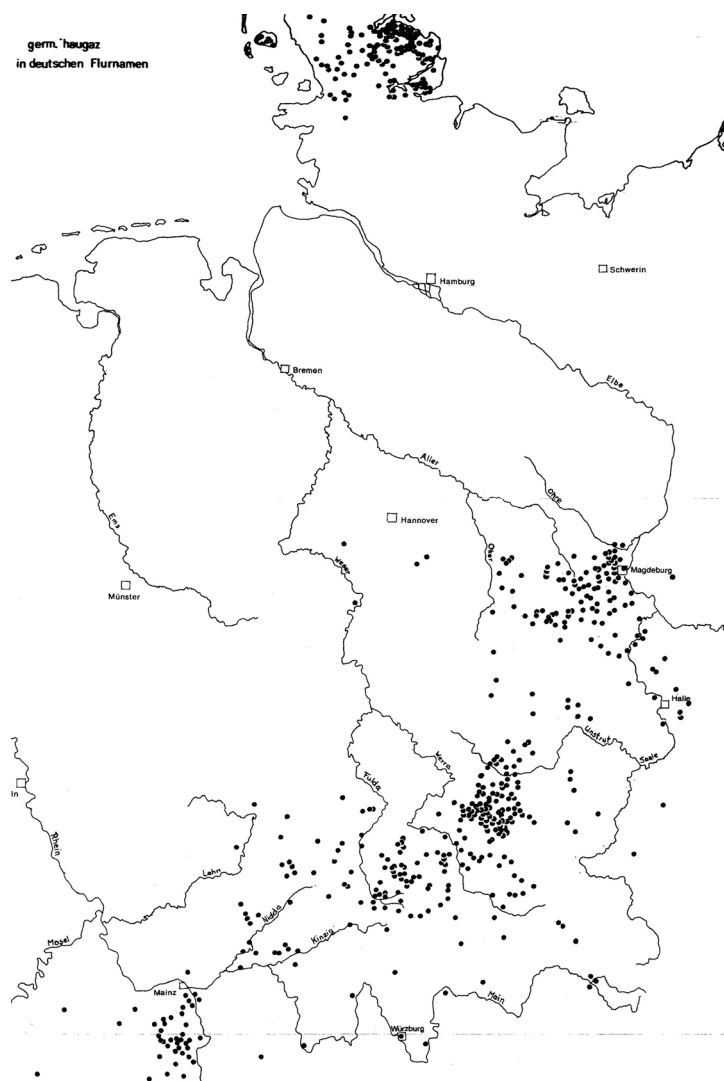 germ. *haugaz
in deutschen Flurnamen
Hamburg
Schwerin
Bremen
Elbe
Aller
Ohre
Ems
Hannover
Oker
Weser
Magdeburg
Münster
Halle
Unstrut
Werra
Saale
Fulda
ln
Rhein
Lahn
Nidda
Kinzig
Mosel
Mainz
Main
Würzburg